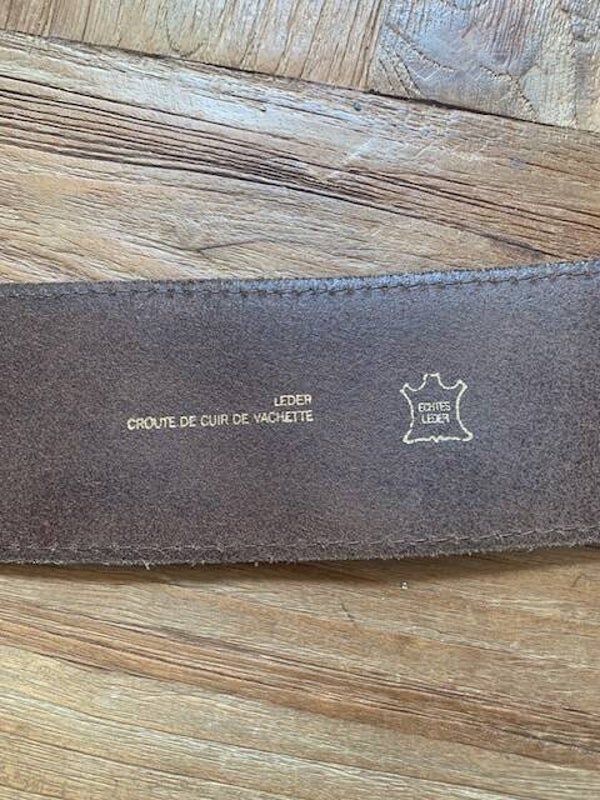 LEDER
CROUTE DE CUIR DE VACHETTE
ECHTES
LEDER